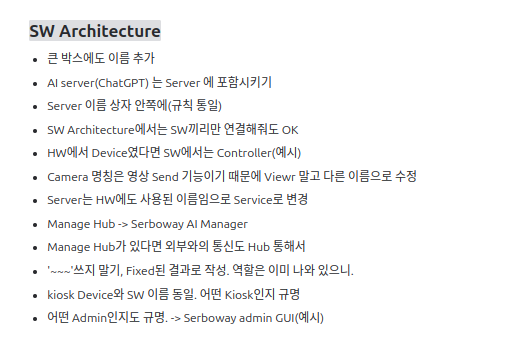 SW Architecture
큰 박스에도 이름 추가
AI server(ChatGPT) 는 Server 에 포함시키기
Server 이름 상자 안쪽에(규칙 통일)
SW Architecture에서는 SW끼리만 연결해줘도 OK
HW에서 Device였다면 SW에서는 Controller(예시)
Camera 명칭은 영상 Send 기능이기 때문에 Viewr 말고 다른 이름으로 수정
Server는 HW에도 사용된 이름임으로 Service로 변경
Manage Hub -> Serboway AI Manager
Manage Hub가 있다면 외부와의 통신도 Hub 통해서
'~~~'쓰지 말기, Fixed된 결과로 작성. 역할은 이미 나와 있으니.
kiosk Device와 SW 이름 동일. 어떤 Kiosk인지 규명
어떤 Admin인지도 규명. -> Serboway admin GUI(예시)